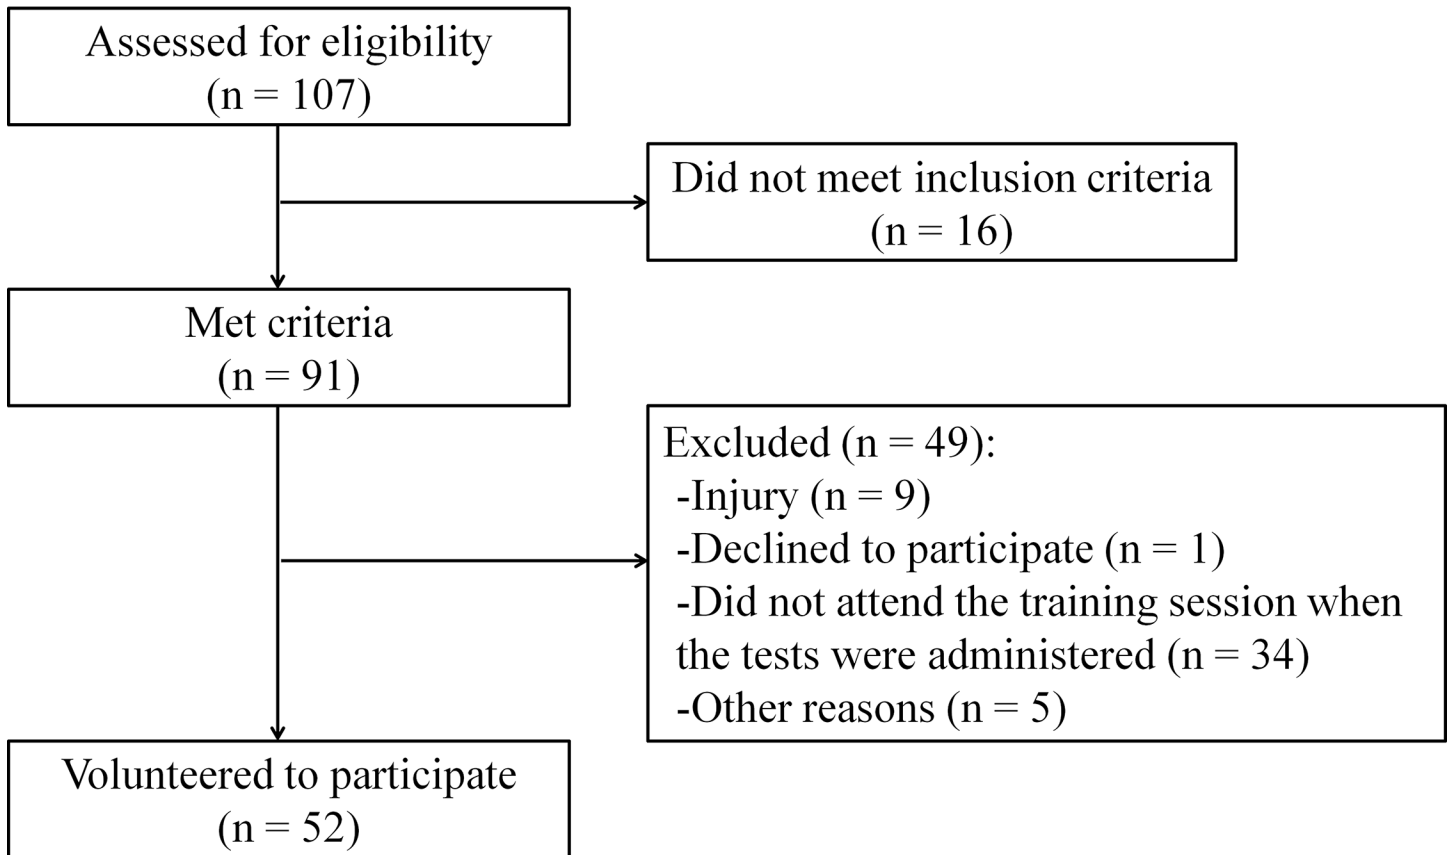 Assessed for eligibility
(n = 107)
Did not meet inclusion criteria
(n = 16)
Met criteria
(n = 91)
Excluded (n = 49):
-Injury (n = 9)
-Declined to participate (n = 1)
-Did not attend the training session when
the tests were administered (n = 34)
-Other reasons (n = 5)
Volunteered to participate
(n = 52)